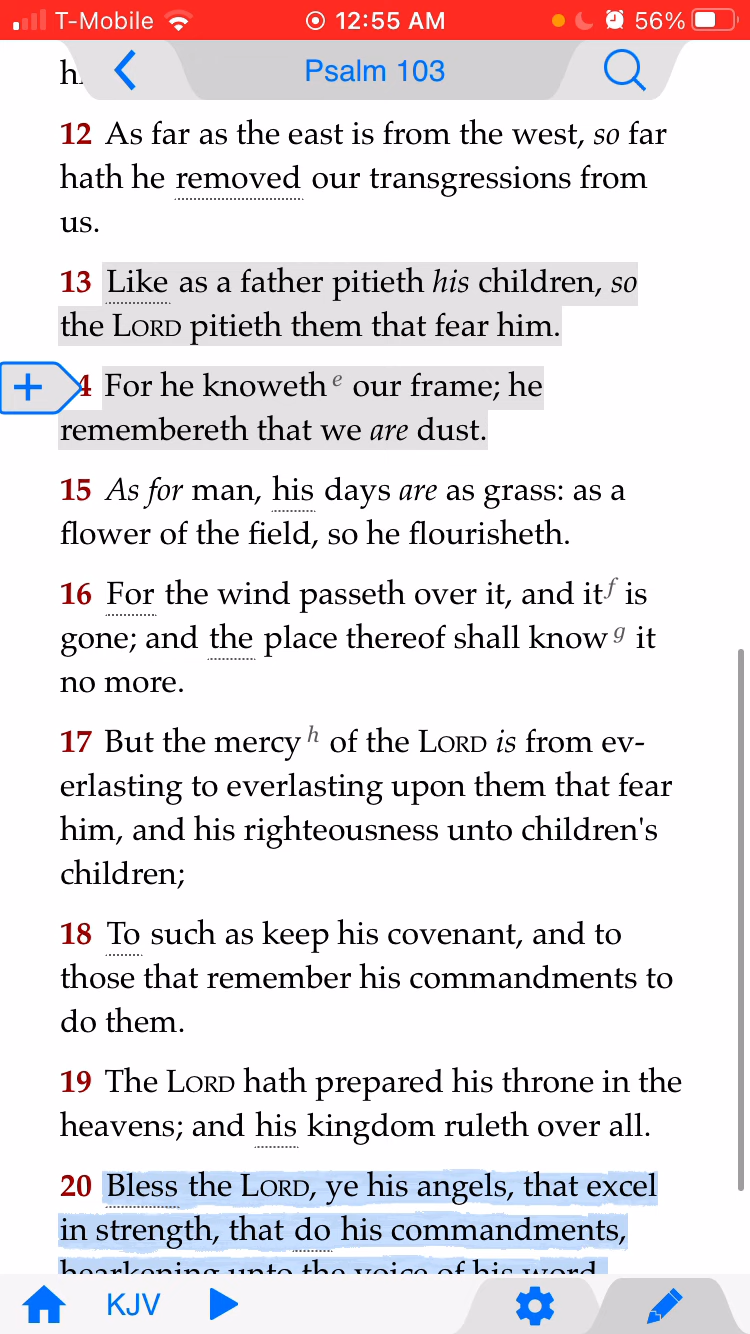 T-Mobile 12:55 AM 56%
h Psalm 103
12 As far as the east is from the west, so far
hath he removed our transgressions from
us.
13 Like as a father pitieth his children, so
the LORD pitieth them that fear him.
4 For he knoweth e our frame; he
remembereth that we are dust.
15 As for man, his days are as grass: as a
flower of the field, so he flourisheth.
16 For the wind passeth over it, and it f is
gone; and the place thereof shall know g it
no more.
17 But the mercy h of the LORD is from ev-
erlasting to everlasting upon them that fear
him, and his righteousness unto children's
children;
18 To such as keep his covenant, and to
those that remember his commandments to
do them.
19 The LORD hath prepared his throne in the
heavens; and his kingdom ruleth over all.
20 Bless the LORD, ye his angels, that excel
in strength, that do his commandments,
hearkening unto the voice of his word
KJV